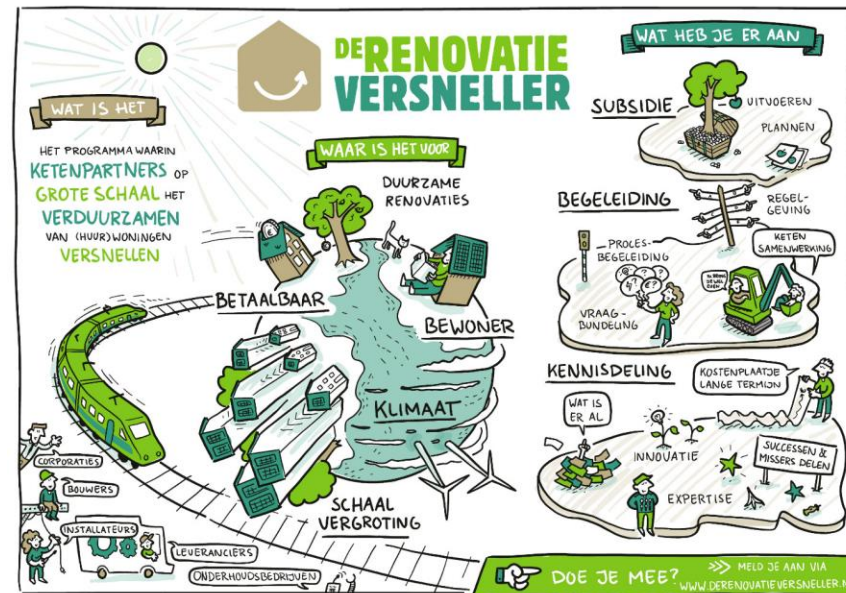 DE RENOVATIE
VERSNELLER
WAT IS HET
HET PROGRAMMA WAARIN
KETENPARTNERS OP
GROTE SCHAAL HET
VERDUURZAMEN
VAN (HUUR)WONINGEN
VERSNELLEN
WAAR IS HET VOOR
DUURZAME
RENOVATIES
BETAALBAAR
BEWONER
KLIMAAT
SCHAAL
VERGROTING
CORPORATIES
BOUWERS
INSTALLATEURS
LEVERANCIERS
ONDERHOUDSBEDRIJVEN
WAT HEB JE ER AAN
SUBSIDIE
UITVOEREN
PLANNEN
BEGELEIDING
REGEL-
GEVING
KETEN
SAMENWERKING
PROCES-
BEGELEIDING
VRAAG-
BUNDELING
KENNISDELING
KOSTENPLAATJE
LANGE TERMIJN
WAT IS
ER AL
INNOVATIE
SUCCESSEN &
MISSERS DELEN
EXPERTISE
DOE JE MEE?
>>> MELD JE AAN VIA
WWW.DERENOVATIEVERSNELLER.N